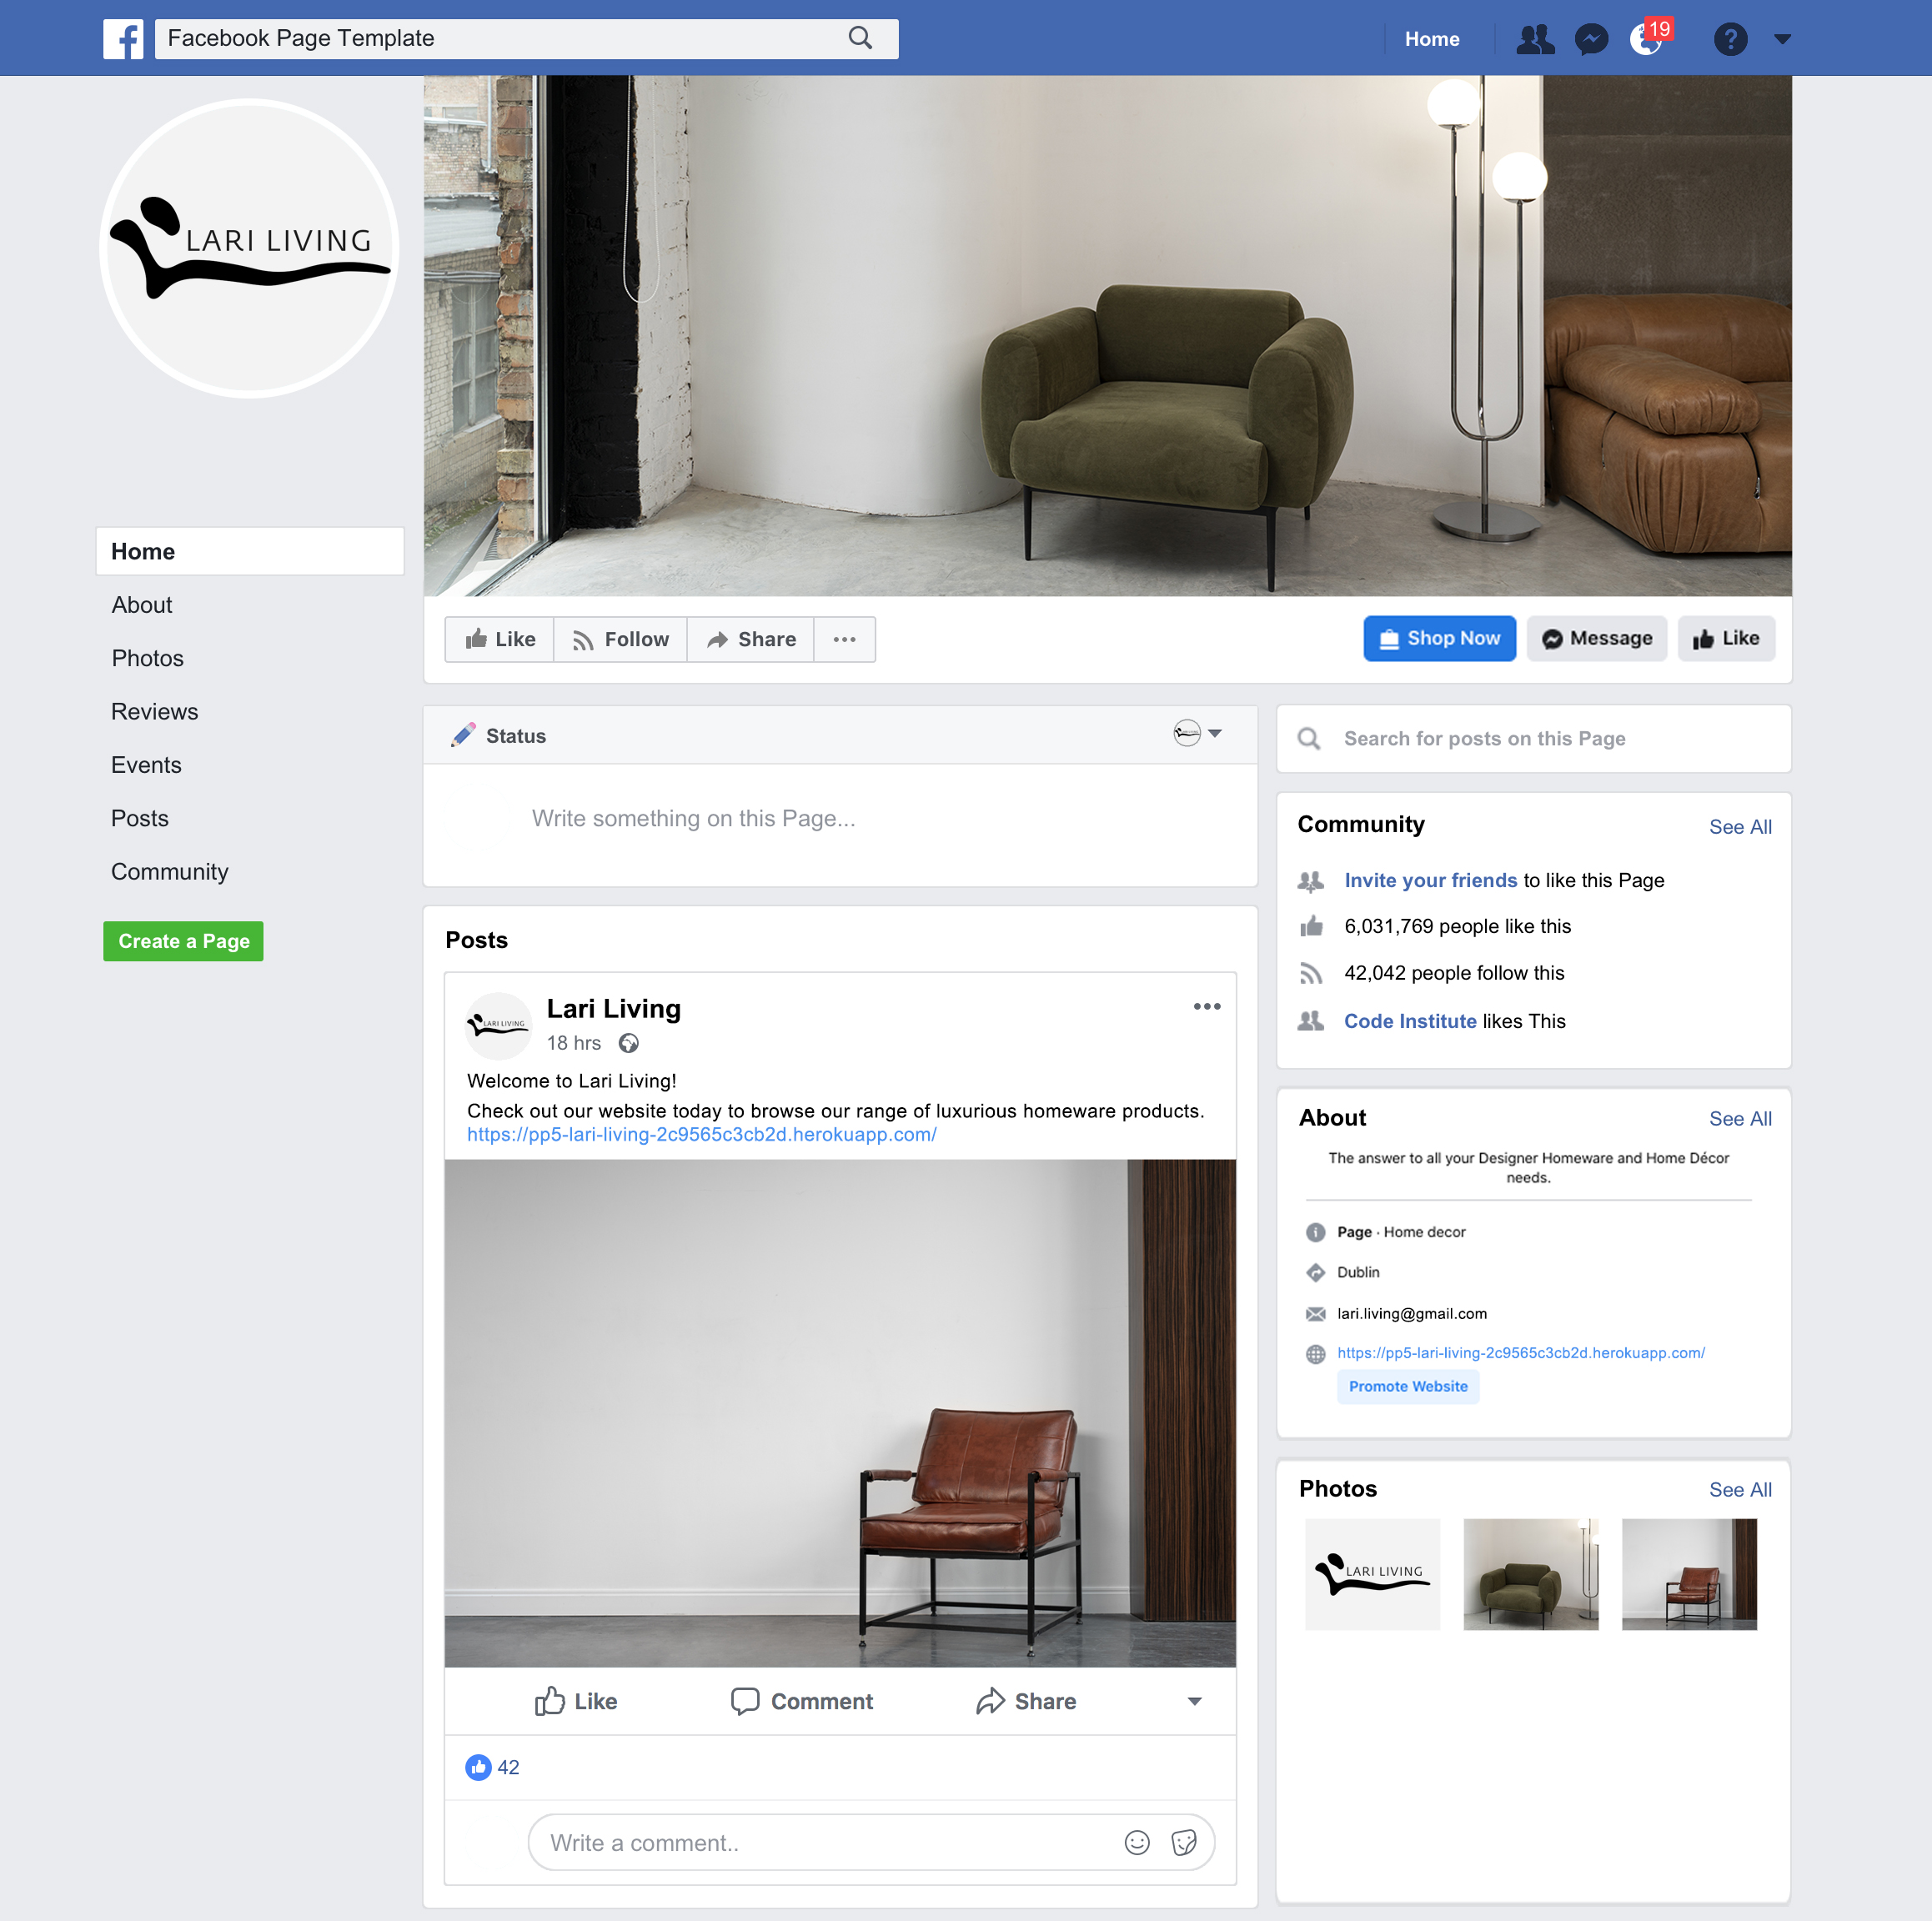 Facebook Page Template
Home
19
?
LARI LIVING
Home
About
Photos
Reviews
Events
Posts
Community
Create a Page
Like
Follow
Share
Shop Now
Message
Like
Status
Write something on this Page...
Posts
LARI LIVING
Lari Living
18 hrs
Welcome to Lari Living!
Check out our website today to browse our range of luxurious homeware products.
https://pp5-lari-living-2c9565c3cb2d.herokuapp.com/
Like
Comment
Share
42
Write a comment..
Search for posts on this Page
Community
See All
Invite your friends to like this Page
6,031,769 people like this
42,042 people follow this
Code Institute likes This
About
See All
The answer to all your Designer Homeware and Home Décor
needs.
Page · Home decor
Dublin
lari.living@gmail.com
https://pp5-lari-living-2c9565c3cb2d.herokuapp.com/
Promote Website
Photos
See All
LARI LIVING